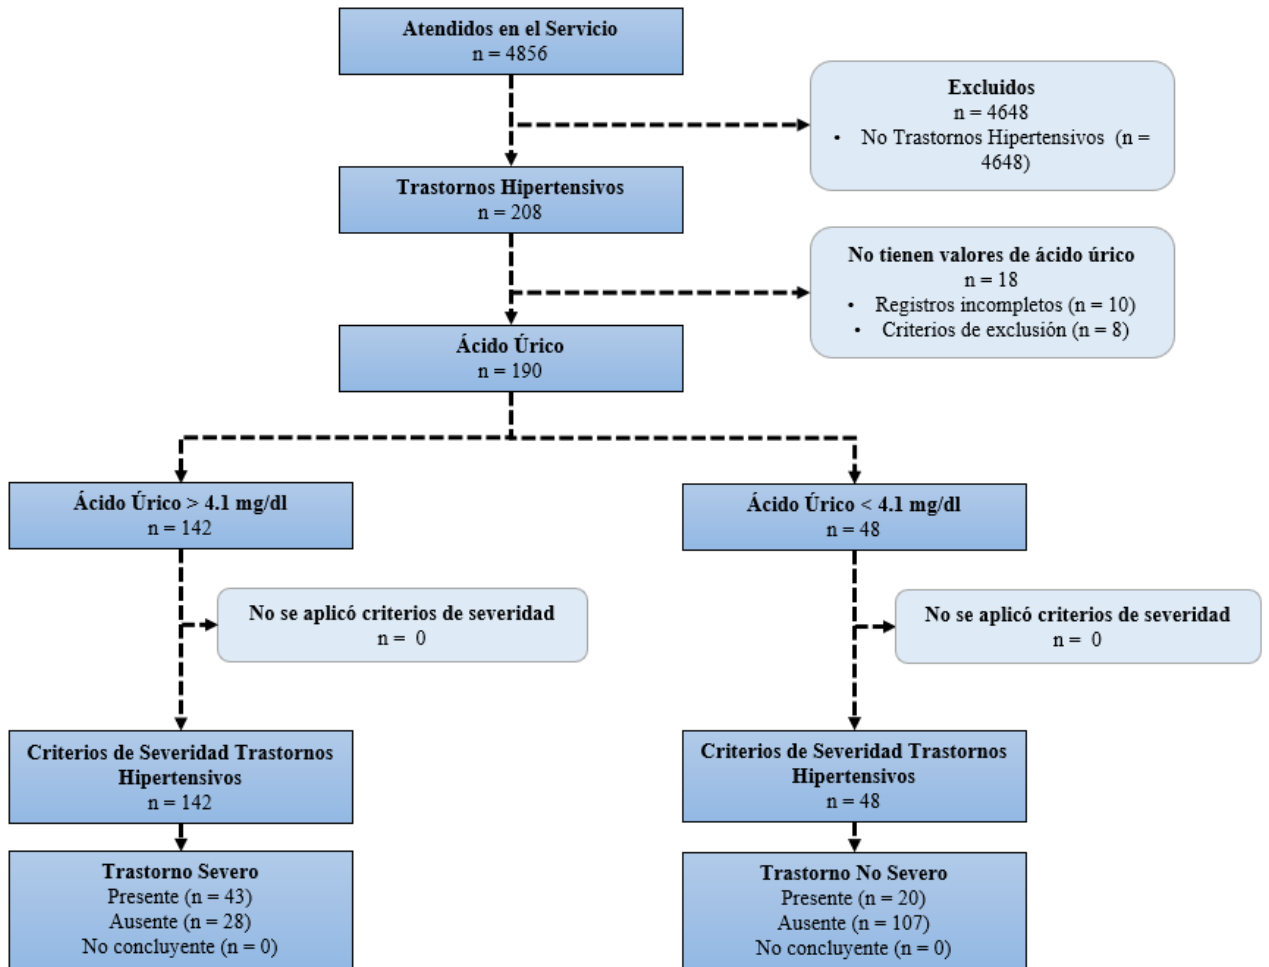 Atendidos en el Servicio
n = 4856
Excluidos
n = 4648
• No Trastornos Hipertensivos (n =
4648)
Trastornos Hipertensivos
n = 208
No tienen valores de ácido úrico
n = 18
• Registros incompletos (n = 10)
• Criterios de exclusión (n = 8)
Ácido Úrico
n = 190
Ácido Úrico > 4.1 mg/dl
n = 142
Ácido Úrico < 4.1 mg/dl
n = 48
No se aplicó criterios de severidad
n = 0
No se aplicó criterios de severidad
n = 0
Criterios de Severidad Trastornos
Hipertensivos
n = 142
Criterios de Severidad Trastornos
Hipertensivos
n = 48
Trastorno Severo
Presente (n = 43)
Ausente (n = 28)
No concluyente (n = 0)
Trastorno No Severo
Presente (n = 20)
Ausente (n = 107)
No concluyente (n = 0)